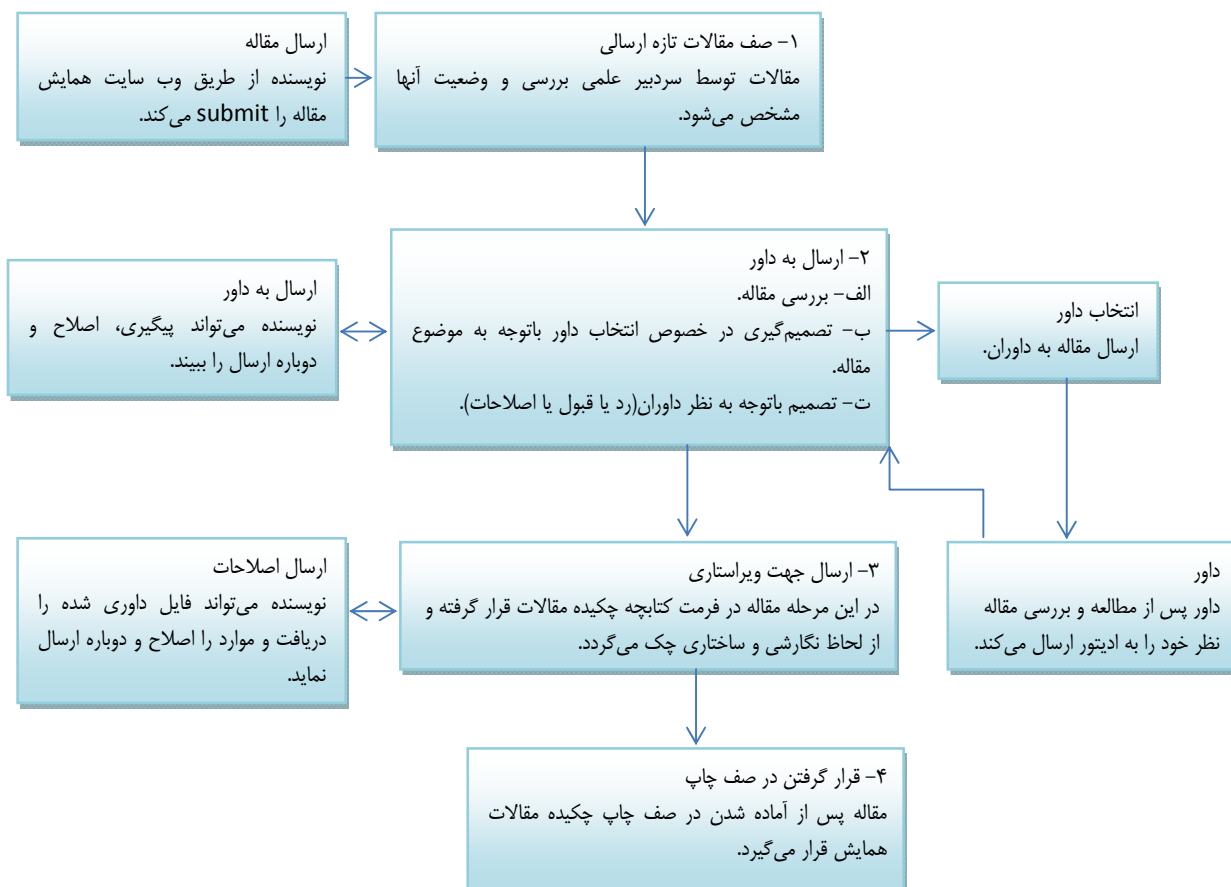 ارسال مقاله
نویسنده از طریق وب سایت همایش
مقاله را submit می‌کند.
۱- صف مقالات تازه ارسالی
مقالات توسط سردبیر علمی بررسی و وضعیت آنها
مشخص می‌شود.
۲- ارسال به داور
الف- بررسی مقاله.
ب- تصمیم‌گیری در خصوص انتخاب داور باتوجه به موضوع
مقاله.
ت- تصمیم باتوجه به نظر داوران(رد یا قبول یا اصلاحات).
ارسال به داور
نویسنده می‌تواند پیگیری، اصلاح و
دوباره ارسال را ببیند.
انتخاب داور
ارسال مقاله به داوران.
داور
داور پس از مطالعه و بررسی مقاله
نظر خود را به ادیتور ارسال می‌کند.
۳- ارسال جهت ویراستاری
در این مرحله مقاله در فرمت کتابچه چکیده مقالات قرار گرفته و
از لحاظ نگارشی و ساختاری چک می‌گردد.
ارسال اصلاحات
نویسنده می‌تواند فایل داوری شده را
دریافت و موارد را اصلاح و دوباره ارسال
نماید.
۴- قرار گرفتن در صف چاپ
مقاله پس از آماده شدن در صف چاپ چکیده مقالات
همایش قرار می‌گیرد.